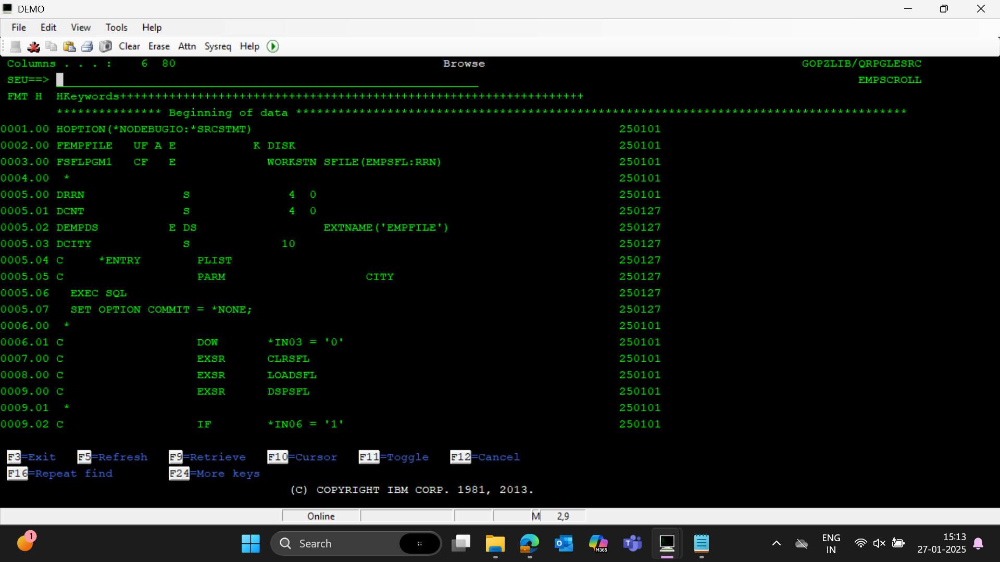 DEMO
File Edit View Tools Help
Clear Erase Attn Sysreq Help
Columns . . . :    6  80                                      Browse                                             GOPZLIB/QRPGLESRC
SEU==>                                                                                                                   EMPSCROLL
FMT H  HKeywords++++++++++++++++++++++++++++++++++++++++++++++++++++++++++++++++++
       *************** Beginning of data ***************************************************************************************
0001.00 HOPTION(*NODEBUGIO:*SRCSTMT)                                                    250101
0002.00 FEMPFILE   UF A E           K DISK                                              250101
0003.00 FSFLPGM1   CF   E             WORKSTN SFILE(EMPSFL:RRN)                         250101
0004.00  *                                                                              250101
0005.00 DRRN              S              4  0                                           250101
0005.01 DCNT              S              4  0                                           250127
0005.02 DEMPDS          E DS                  EXTNAME('EMPFILE')                        250127
0005.03 DCITY             S             10                                              250127
0005.04 C     *ENTRY        PLIST                                                       250127
0005.05 C                   PARM                    CITY                                250127
0005.06   EXEC SQL                                                                      250127
0005.07   SET OPTION COMMIT = *NONE;                                                    250127
0006.00  *                                                                              250101
0006.01 C                   DOW       *IN03 = '0'                                       250101
0007.00 C                   EXSR      CLRSFL                                            250101
0008.00 C                   EXSR      LOADSFL                                           250101
0009.00 C                   EXSR      DSPSFL                                            250101
0009.01  *                                                                              250101
0009.02 C                   IF        *IN06 = '1'                                       250101
F3=Exit   F5=Refresh   F9=Retrieve   F10=Cursor   F11=Toggle   F12=Cancel
F16=Repeat find        F24=More keys
(C) COPYRIGHT IBM CORP. 1981, 2013.
Online M 2,9
1 Search M365 ENG 15:13
IN 27-01-2025